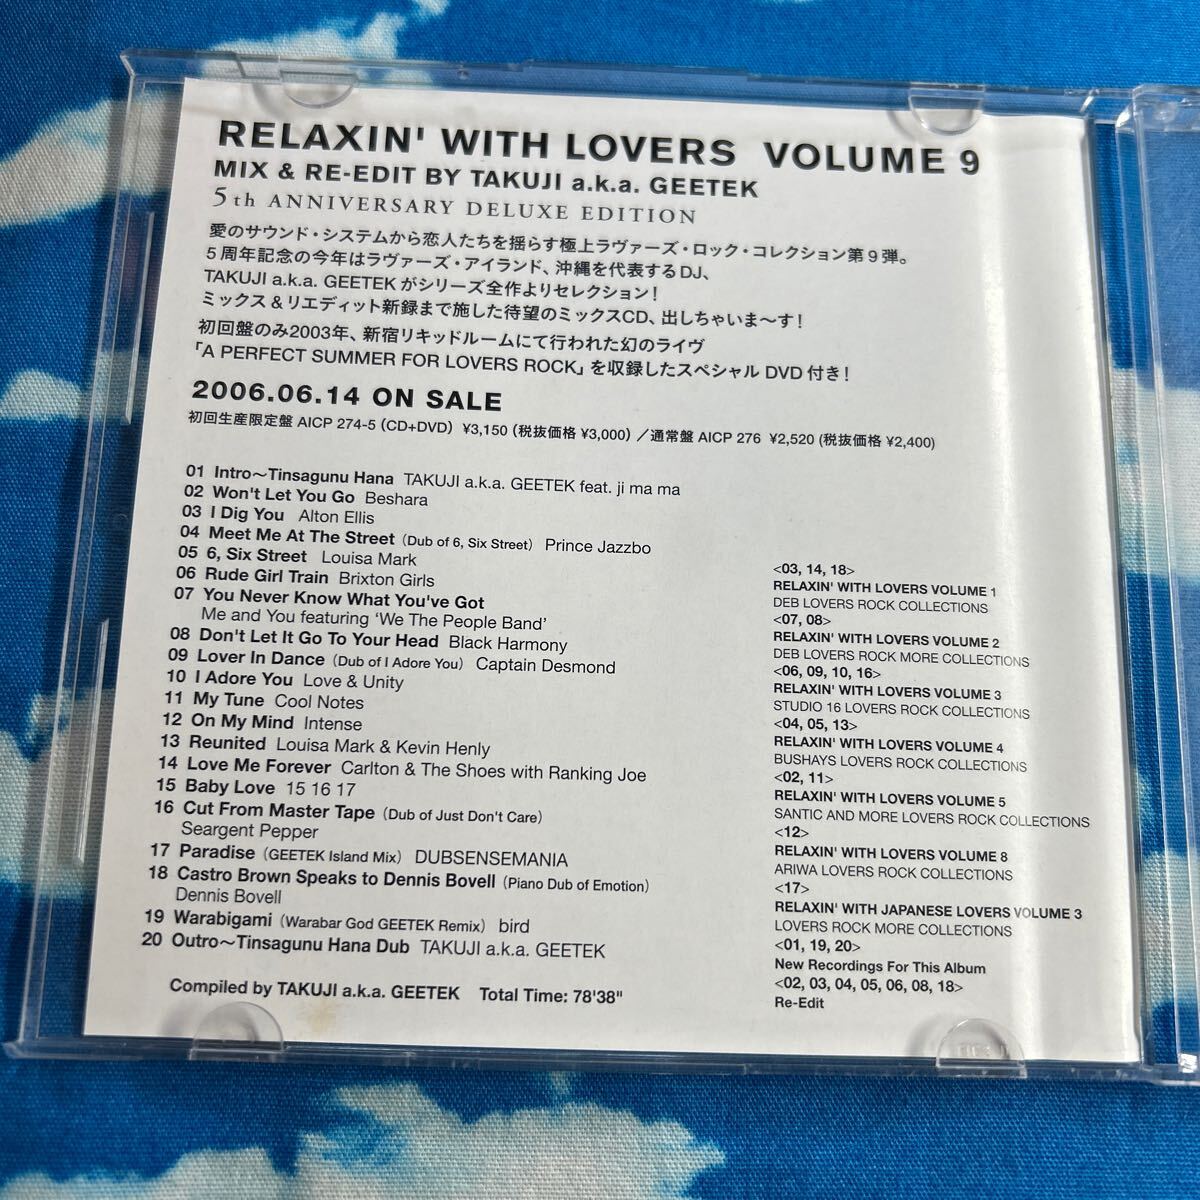 RELAXIN' WITH LOVERS VOLUME 9
MIX & RE-EDIT BY TAKUJI a.k.a. GEETEK
5th ANNIVERSARY DELUXE EDITION
愛のサウンド・システムから恋人たちを揺らす極上ラヴァーズ・ロック・コレクション第9弾。
5周年記念の今年はラヴァーズ・アイランド、沖縄を代表するDJ、
TAKUJI a.k.a. GEETEKがシリーズ全作よりセレクション!
ミックス&リエディット新録まで施した待望のミックスCD、出しちゃいま〜す!
初回盤のみ2003年、新宿リキッドルームにて行われた幻のライヴ
「A PERFECT SUMMER FOR LOVERS ROCK」を収録したスペシャルDVD付き!
2006.06.14 ON SALE
初回生産限定盤 AICP 274-5 (CD+DVD) ¥3,150 (税抜価格 ¥3,000) /通常盤 AICP 276 ¥2,520 (税抜価格 ¥2,400)
01 Intro〜Tinsagunu Hana TAKUJI a.k.a. GEETEK feat. ji ma ma
02 Won't Let You Go Beshara
03 I Dig You Alton Ellis
04 Meet Me At The Street (Dub of 6, Six Street) Prince Jazzbo
05 6, Six Street Louisa Mark
06 Rude Girl Train Brixton Girls
07 You Never Know What You've Got
Me and You featuring 'We The People Band'
08 Don't Let It Go To Your Head Black Harmony
09 Lover In Dance (Dub of I Adore You) Captain Desmond
10 I Adore You Love & Unity
11 My Tune Cool Notes
12 On My Mind Intense
13 Reunited Louisa Mark & Kevin Henly
14 Love Me Forever Carlton & The Shoes with Ranking Joe
15 Baby Love 15 16 17
16 Cut From Master Tape (Dub of Just Don't Care)
Seargent Pepper
17 Paradise (GEETEK Island Mix) DUBSENSEMANIA
18 Castro Brown Speaks to Dennis Bovell (Piano Dub of Emotion)
Dennis Bovell
19 Warabigami (Warabar God GEETEK Remix) bird
20 Outro〜Tinsagunu Hana Dub TAKUJI a.k.a. GEETEK
Compiled by TAKUJI a.k.a. GEETEK Total Time: 78'38"
<03, 14, 18>
RELAXIN' WITH LOVERS VOLUME 1
DEB LOVERS ROCK COLLECTIONS
<07, 08>
RELAXIN' WITH LOVERS VOLUME 2
DEB LOVERS ROCK MORE COLLECTIONS
<06, 09, 10, 16>
RELAXIN' WITH LOVERS VOLUME 3
STUDIO 16 LOVERS ROCK COLLECTIONS
<04, 05, 13>
RELAXIN' WITH LOVERS VOLUME 4
BUSHAYS LOVERS ROCK COLLECTIONS
<02, 11>
RELAXIN' WITH LOVERS VOLUME 5
SANTIC AND MORE LOVERS ROCK COLLECTIONS
<12>
RELAXIN' WITH LOVERS VOLUME 8
ARIWA LOVERS ROCK COLLECTIONS
<17>
RELAXIN' WITH JAPANESE LOVERS VOLUME 3
LOVERS ROCK MORE COLLECTIONS
<01, 19, 20>
New Recordings For This Album
<02, 03, 04, 05, 06, 08, 18>
Re-Edit